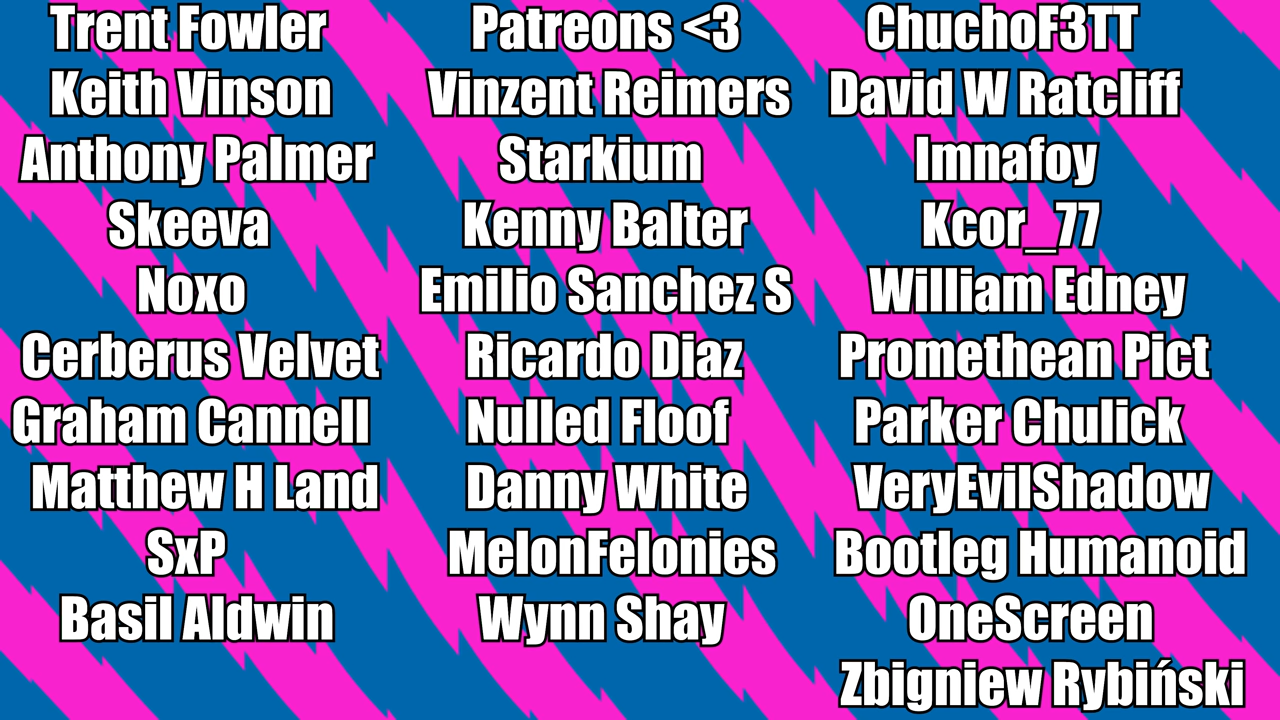 Trent Fowler
Keith Vinson
Anthony Palmer
Skeeva
Noxo
Cerberus Velvet
Graham Cannell
Matthew H Land
SxP
Basil Aldwin
Patreons <3
Vinzent Reimers
Starkium
Kenny Balter
Emilio Sanchez S
Ricardo Diaz
Nulled Floof
Danny White
MelonFelonies
Wynn Shay
ChuchoF3TT
David W Ratcliff
Imnafoy
Kcor_77
William Edney
Promethean Pict
Parker Chulick
VeryEvilShadow
Bootleg Humanoid
OneScreen
Zbigniew Rybiński